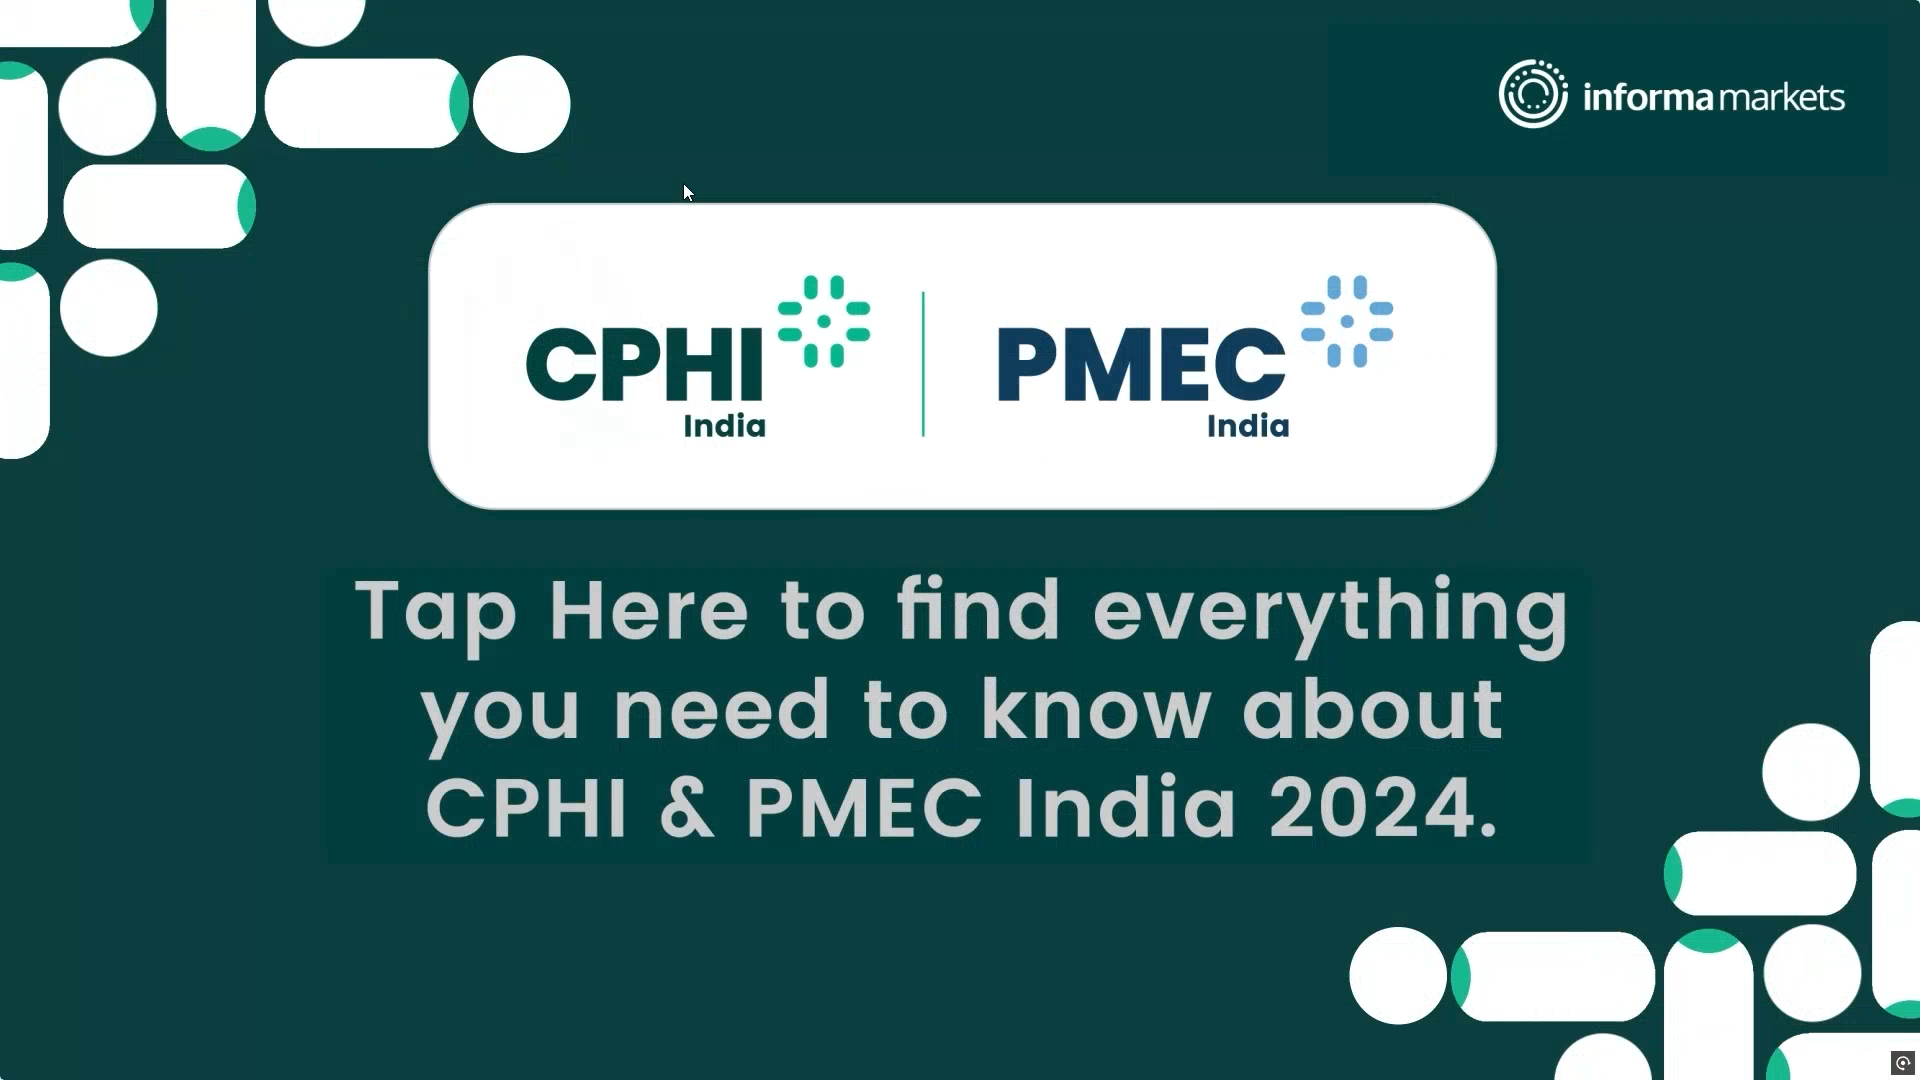 informa markets
CPHI
India
PMEC
India
Tap Here to find everything
you need to know about
CPHI & PMEC India 2024.